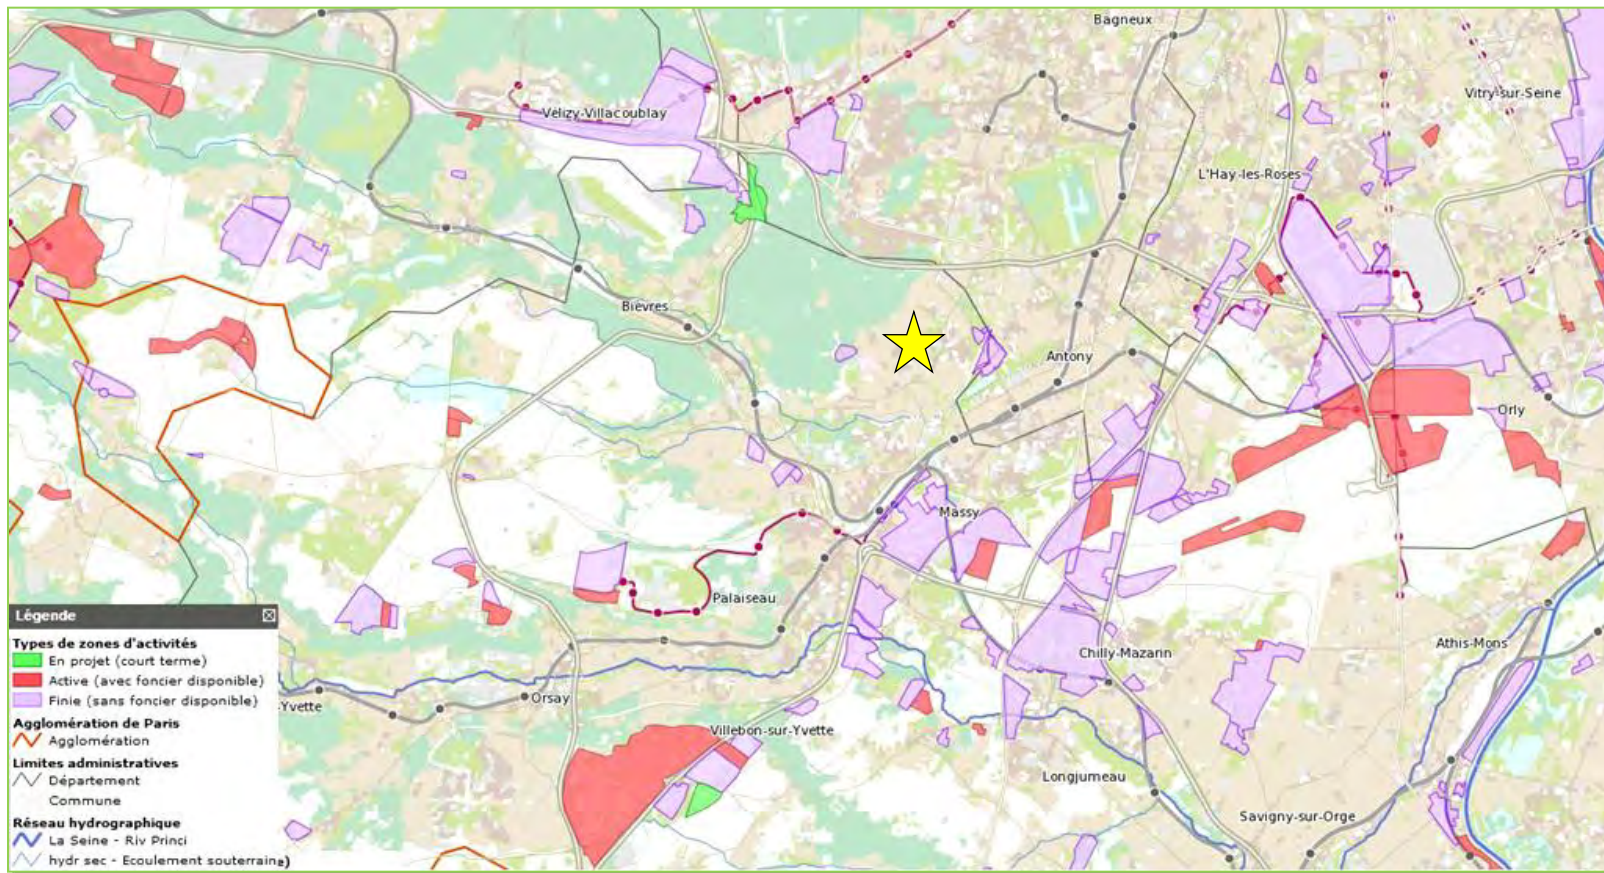 Bagneux
Vitry-sur-Seine
Vélizy-Villacoublay
L'Hay-les-Roses
Bièvres
Antony
Orly
Massy
Palaiseau
Chilly-Mazarin
Athis-Mons
Orsay
-Yvette
Villebon-sur-Yvette
Longjumeau
Savigny-sur-Orge
Légende
Types de zones d'activités
En projet (court terme)
Active (avec foncier disponible)
Finie (sans foncier disponible)
Agglomération de Paris
Agglomération
Limites administratives
Département
Commune
Réseau hydrographique
La Seine - Riv Princi
hydr sec - Ecoulement souterraine)